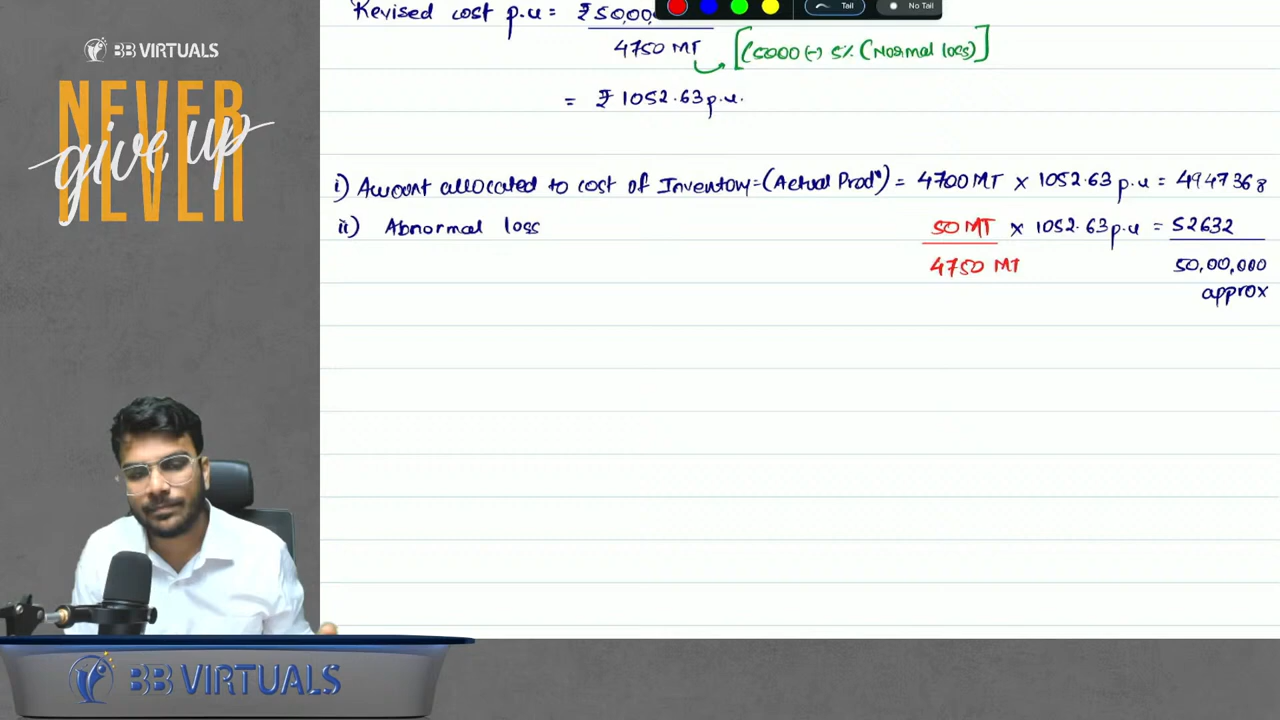 BB VIRTUALS
NEVER
give up
NEVER
Tail
No Tail
Revised cost p.u = ₹50,00
4750 MT [(5000 (-) 5% (Normal loss)]
= ₹1052.63 p.u.
i) Amount allocated to cost of Inventory = (Actual Prodⁿ) = 4700 MT × 1052.63 p.u = 4947368
ii) Abnormal loss 50 MT × 1052.63 p.u = 52632
4750 MT 50,00,000
approx
BB VIRTUALS